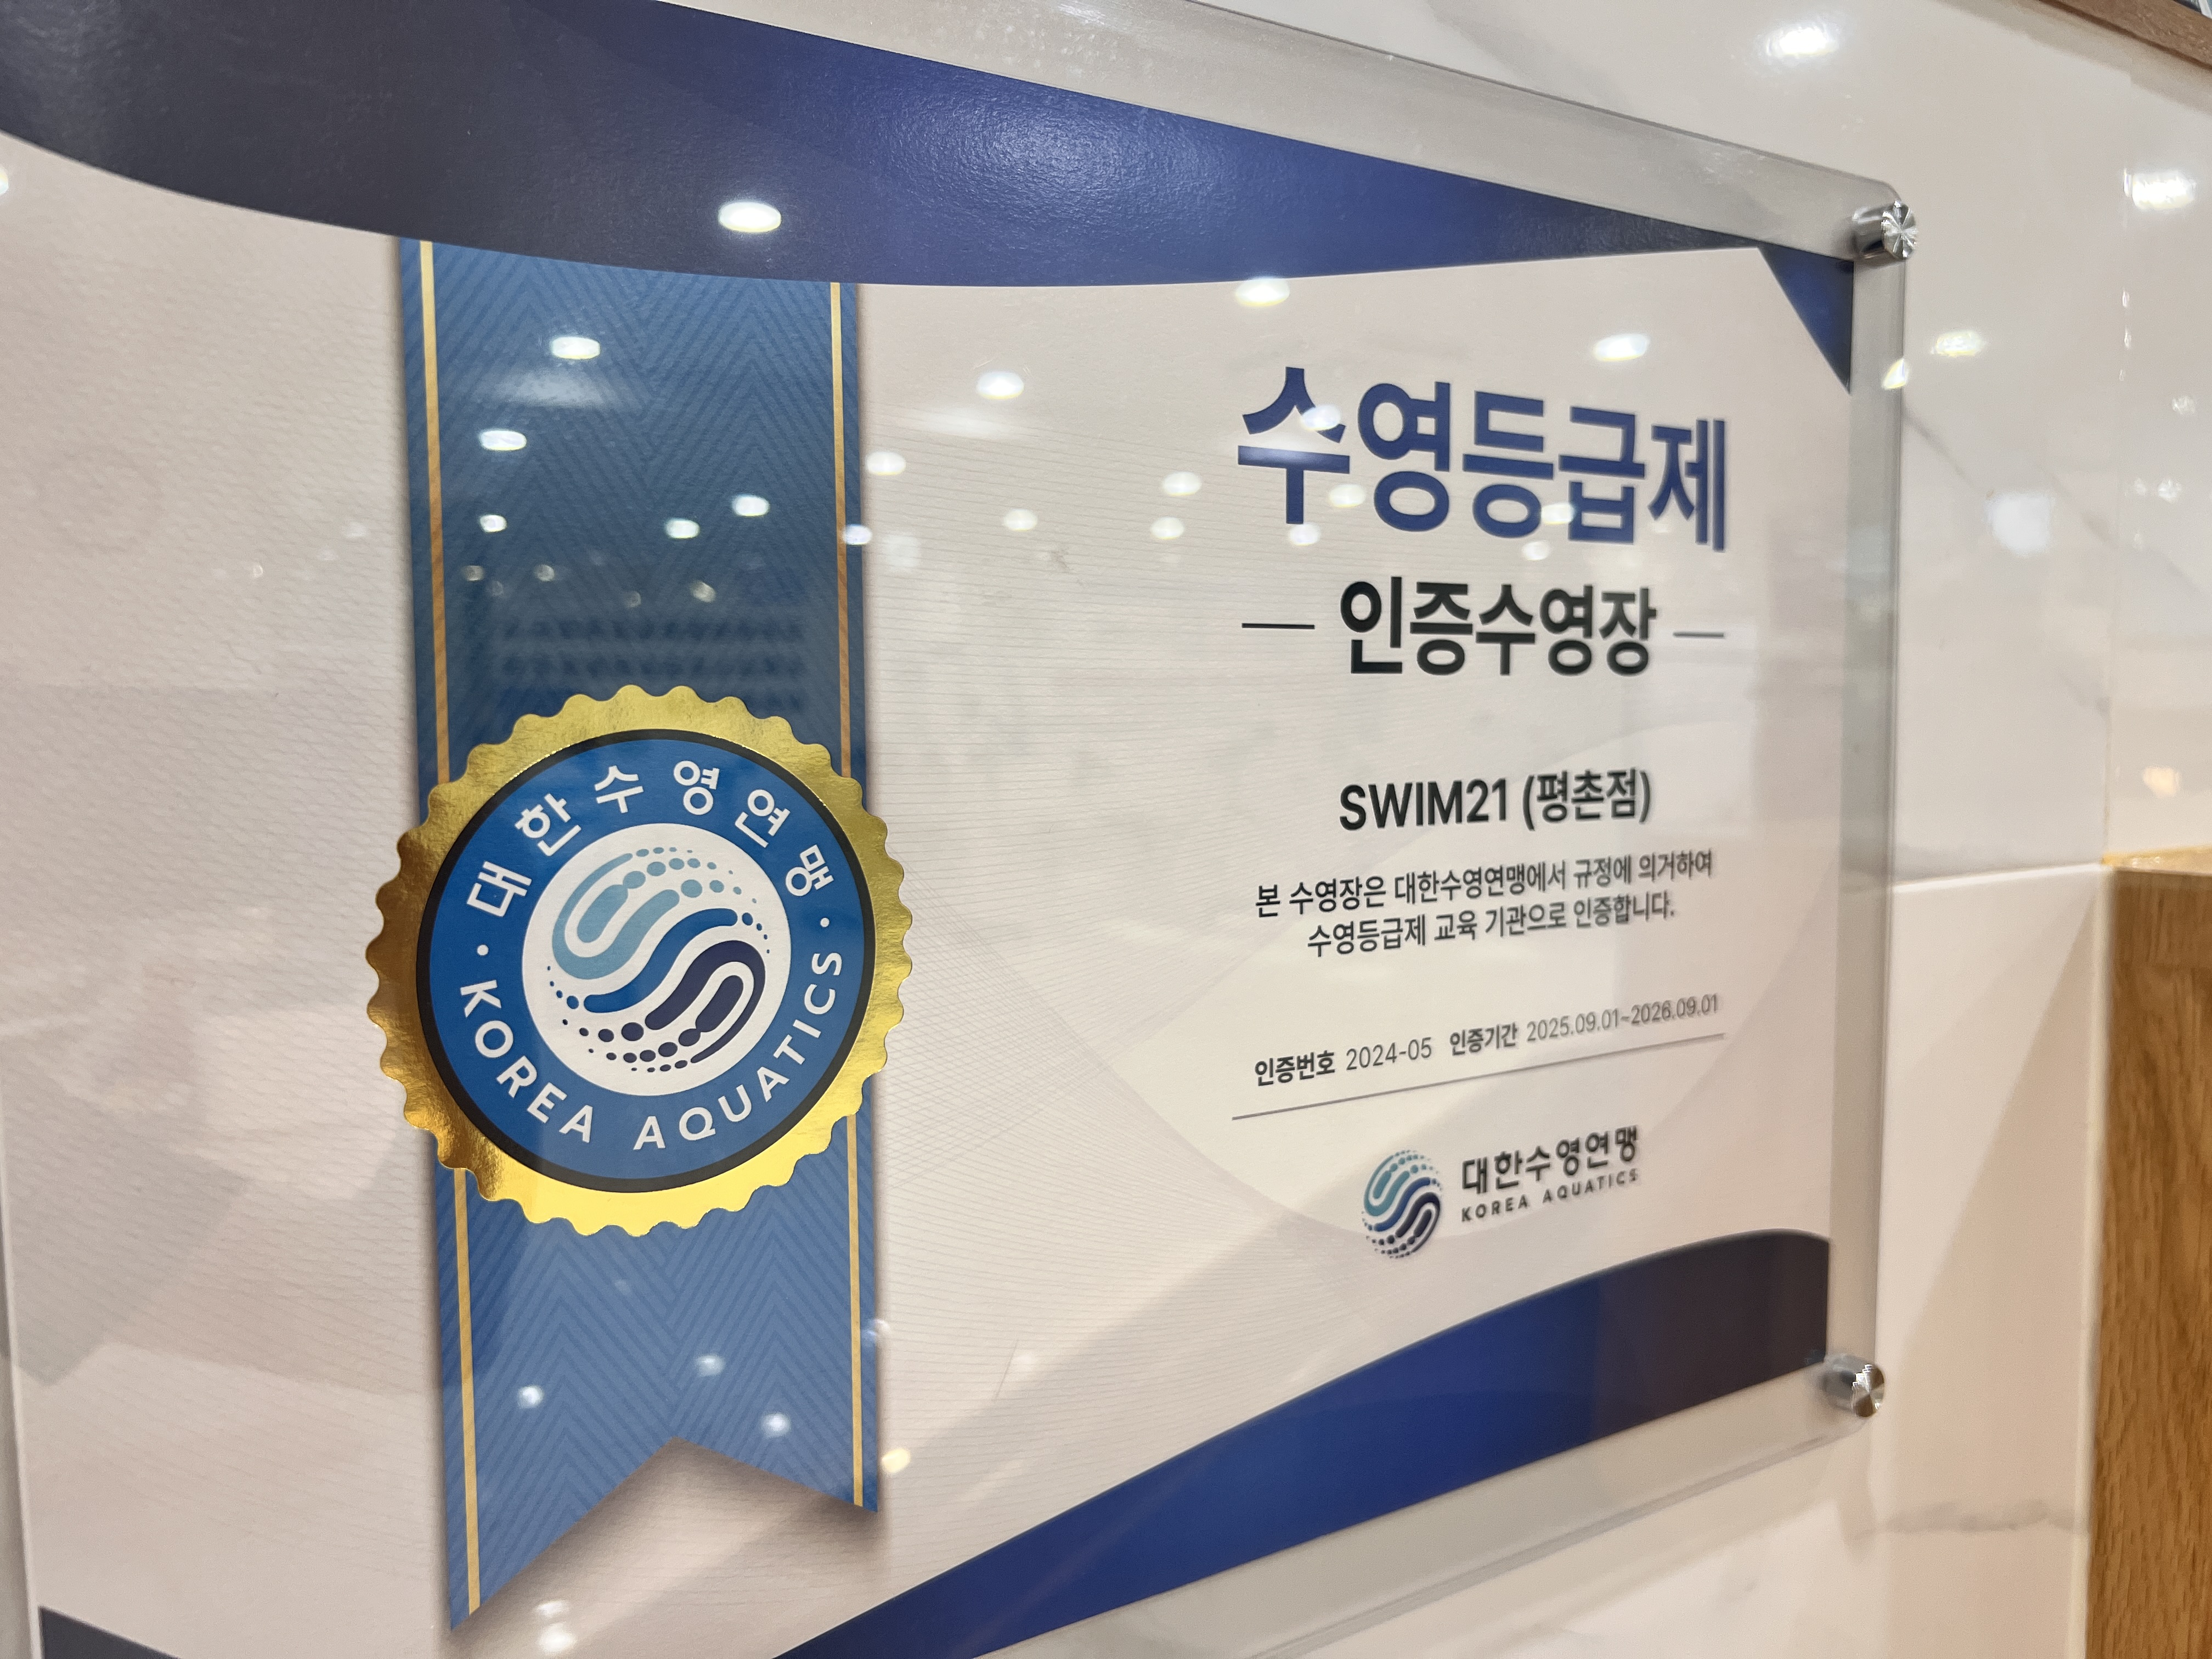 대한수영연맹
KOREA AQUATICS
수영등급제
인증수영장
SWIM21 (평촌점)
본 수영장은 대한수영연맹에서 규정에 의거하여
수영등급제 교육 기관으로 인증합니다.
인증번호 2024-05 인증기간 2025.09.01~2026.09.01
대한수영연맹
KOREA AQUATICS